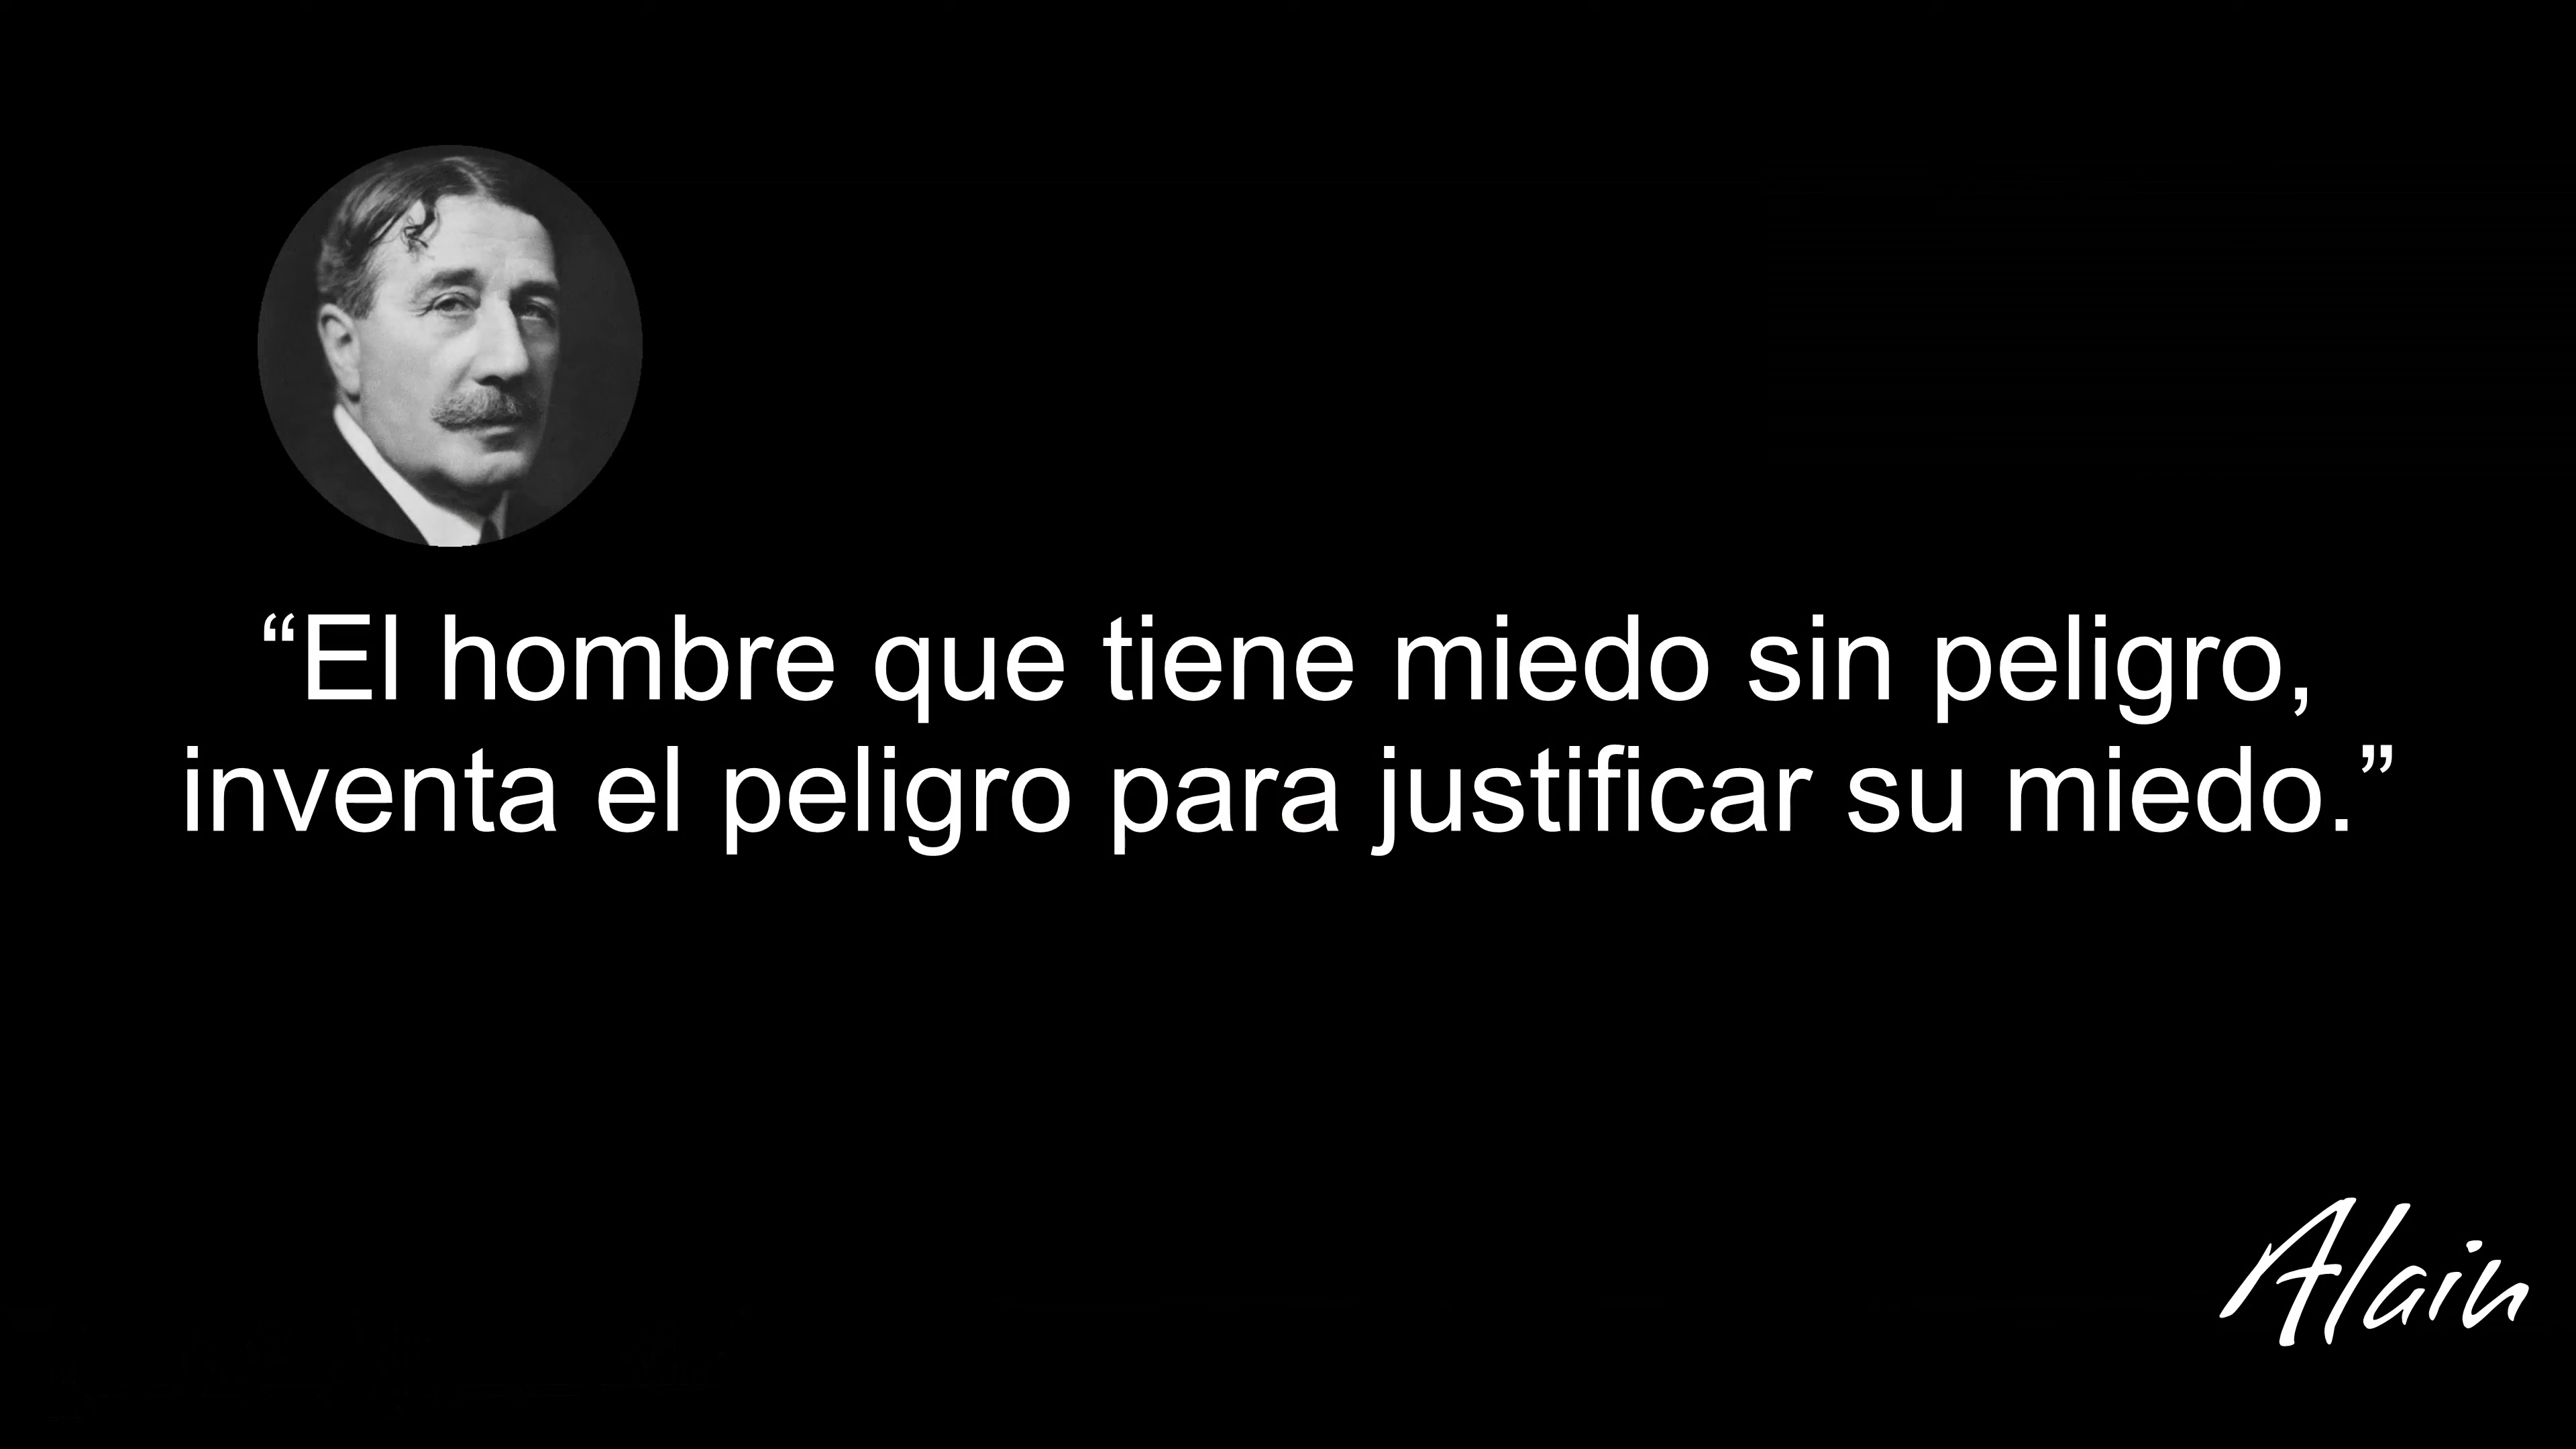 “El hombre que tiene miedo sin peligro,
inventa el peligro para justificar su miedo.”
Alain